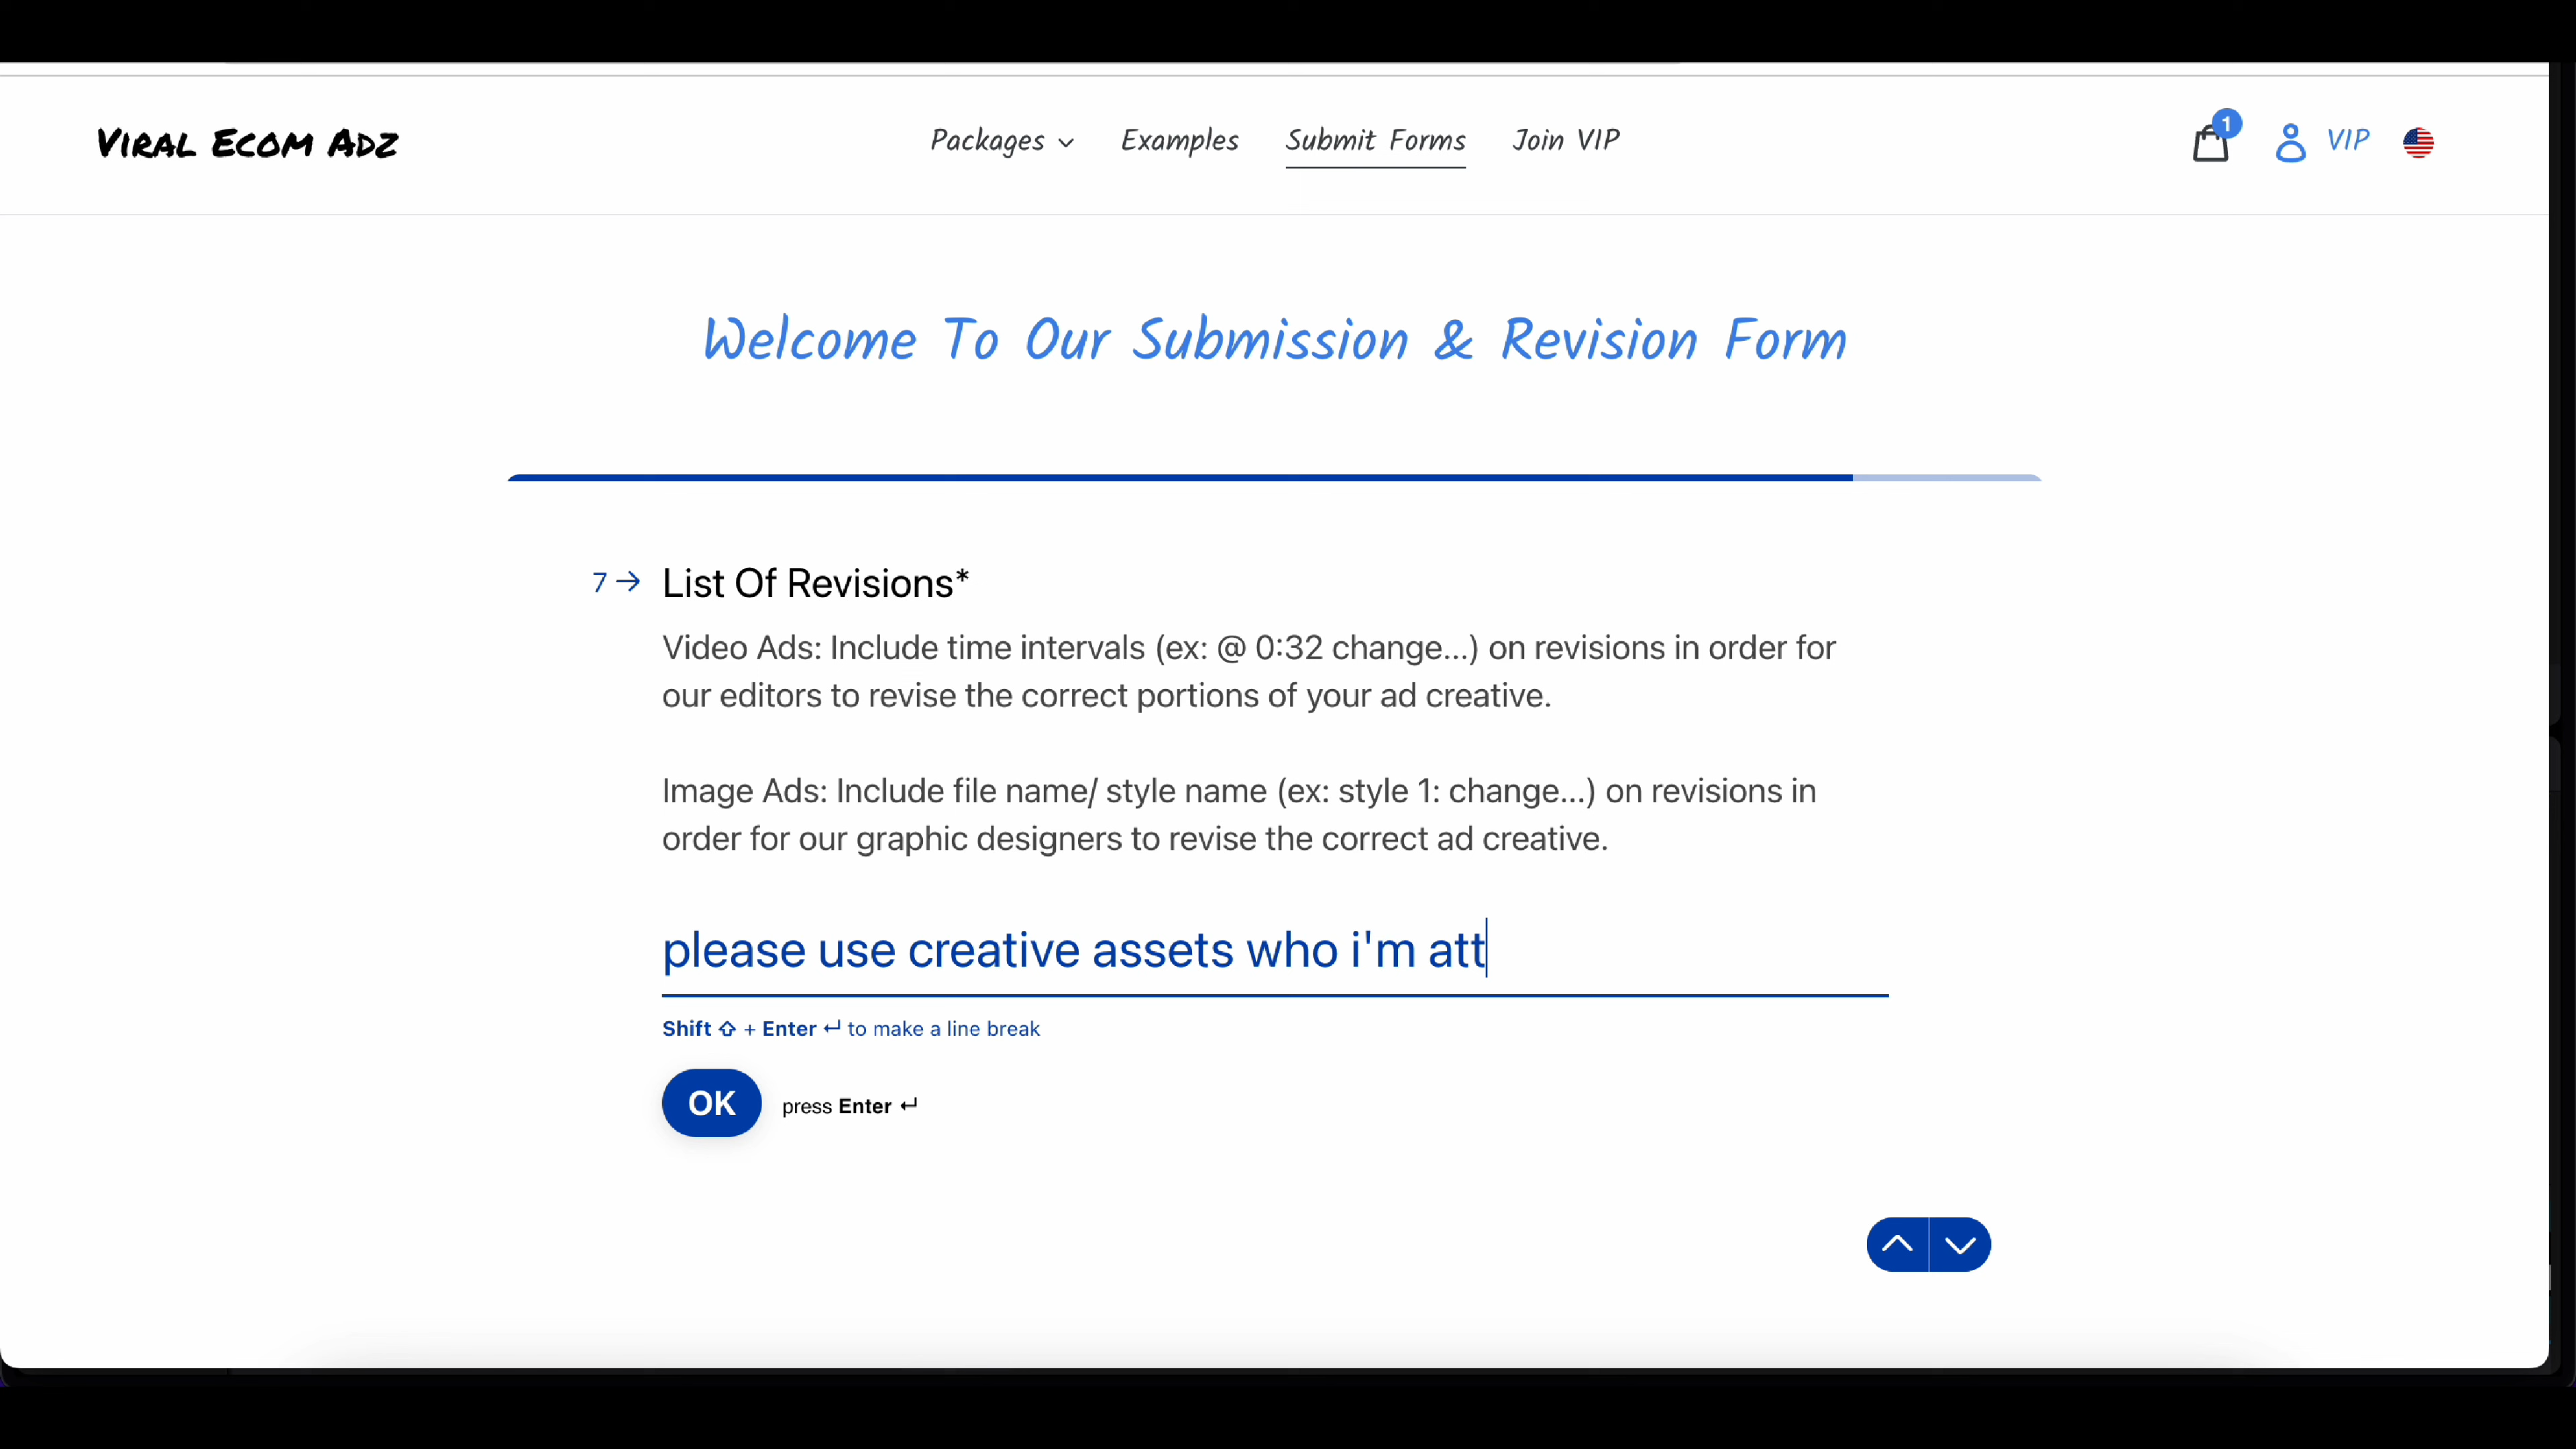 Viral Ecom Adz
Packages Examples Submit Forms Join VIP
1 VIP
Welcome To Our Submission & Revision Form
7 → List Of Revisions*
Video Ads: Include time intervals (ex: @ 0:32 change...) on revisions in order for
our editors to revise the correct portions of your ad creative.
Image Ads: Include file name/ style name (ex: style 1: change...) on revisions in
order for our graphic designers to revise the correct ad creative.
please use creative assets who i'm att
Shift ⇧ + Enter ↵ to make a line break
OK press Enter ↵